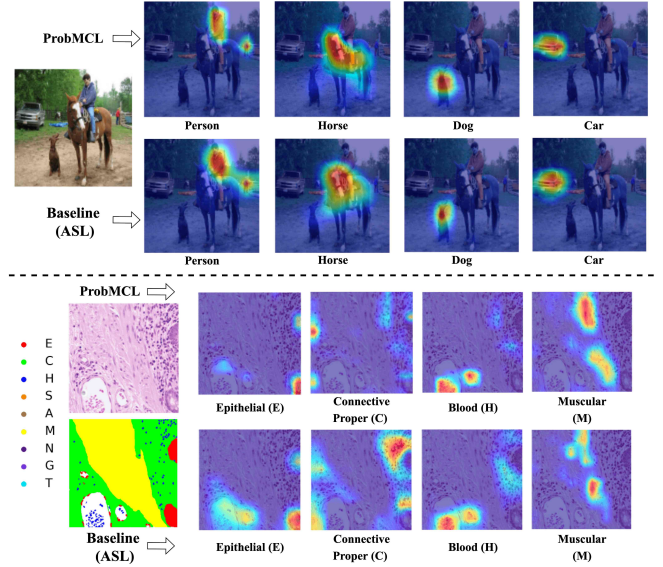 ProbMCL
Person
Horse
Dog
Car
Baseline
(ASL)
Person
Horse
Dog
Car
ProbMCL
E
C
H
S
A
M
N
G
T
Epithelial (E)
Connective
Proper (C)
Blood (H)
Muscular
(M)
Baseline
(ASL)
Epithelial (E)
Connective
Proper (C)
Blood (H)
Muscular
(M)